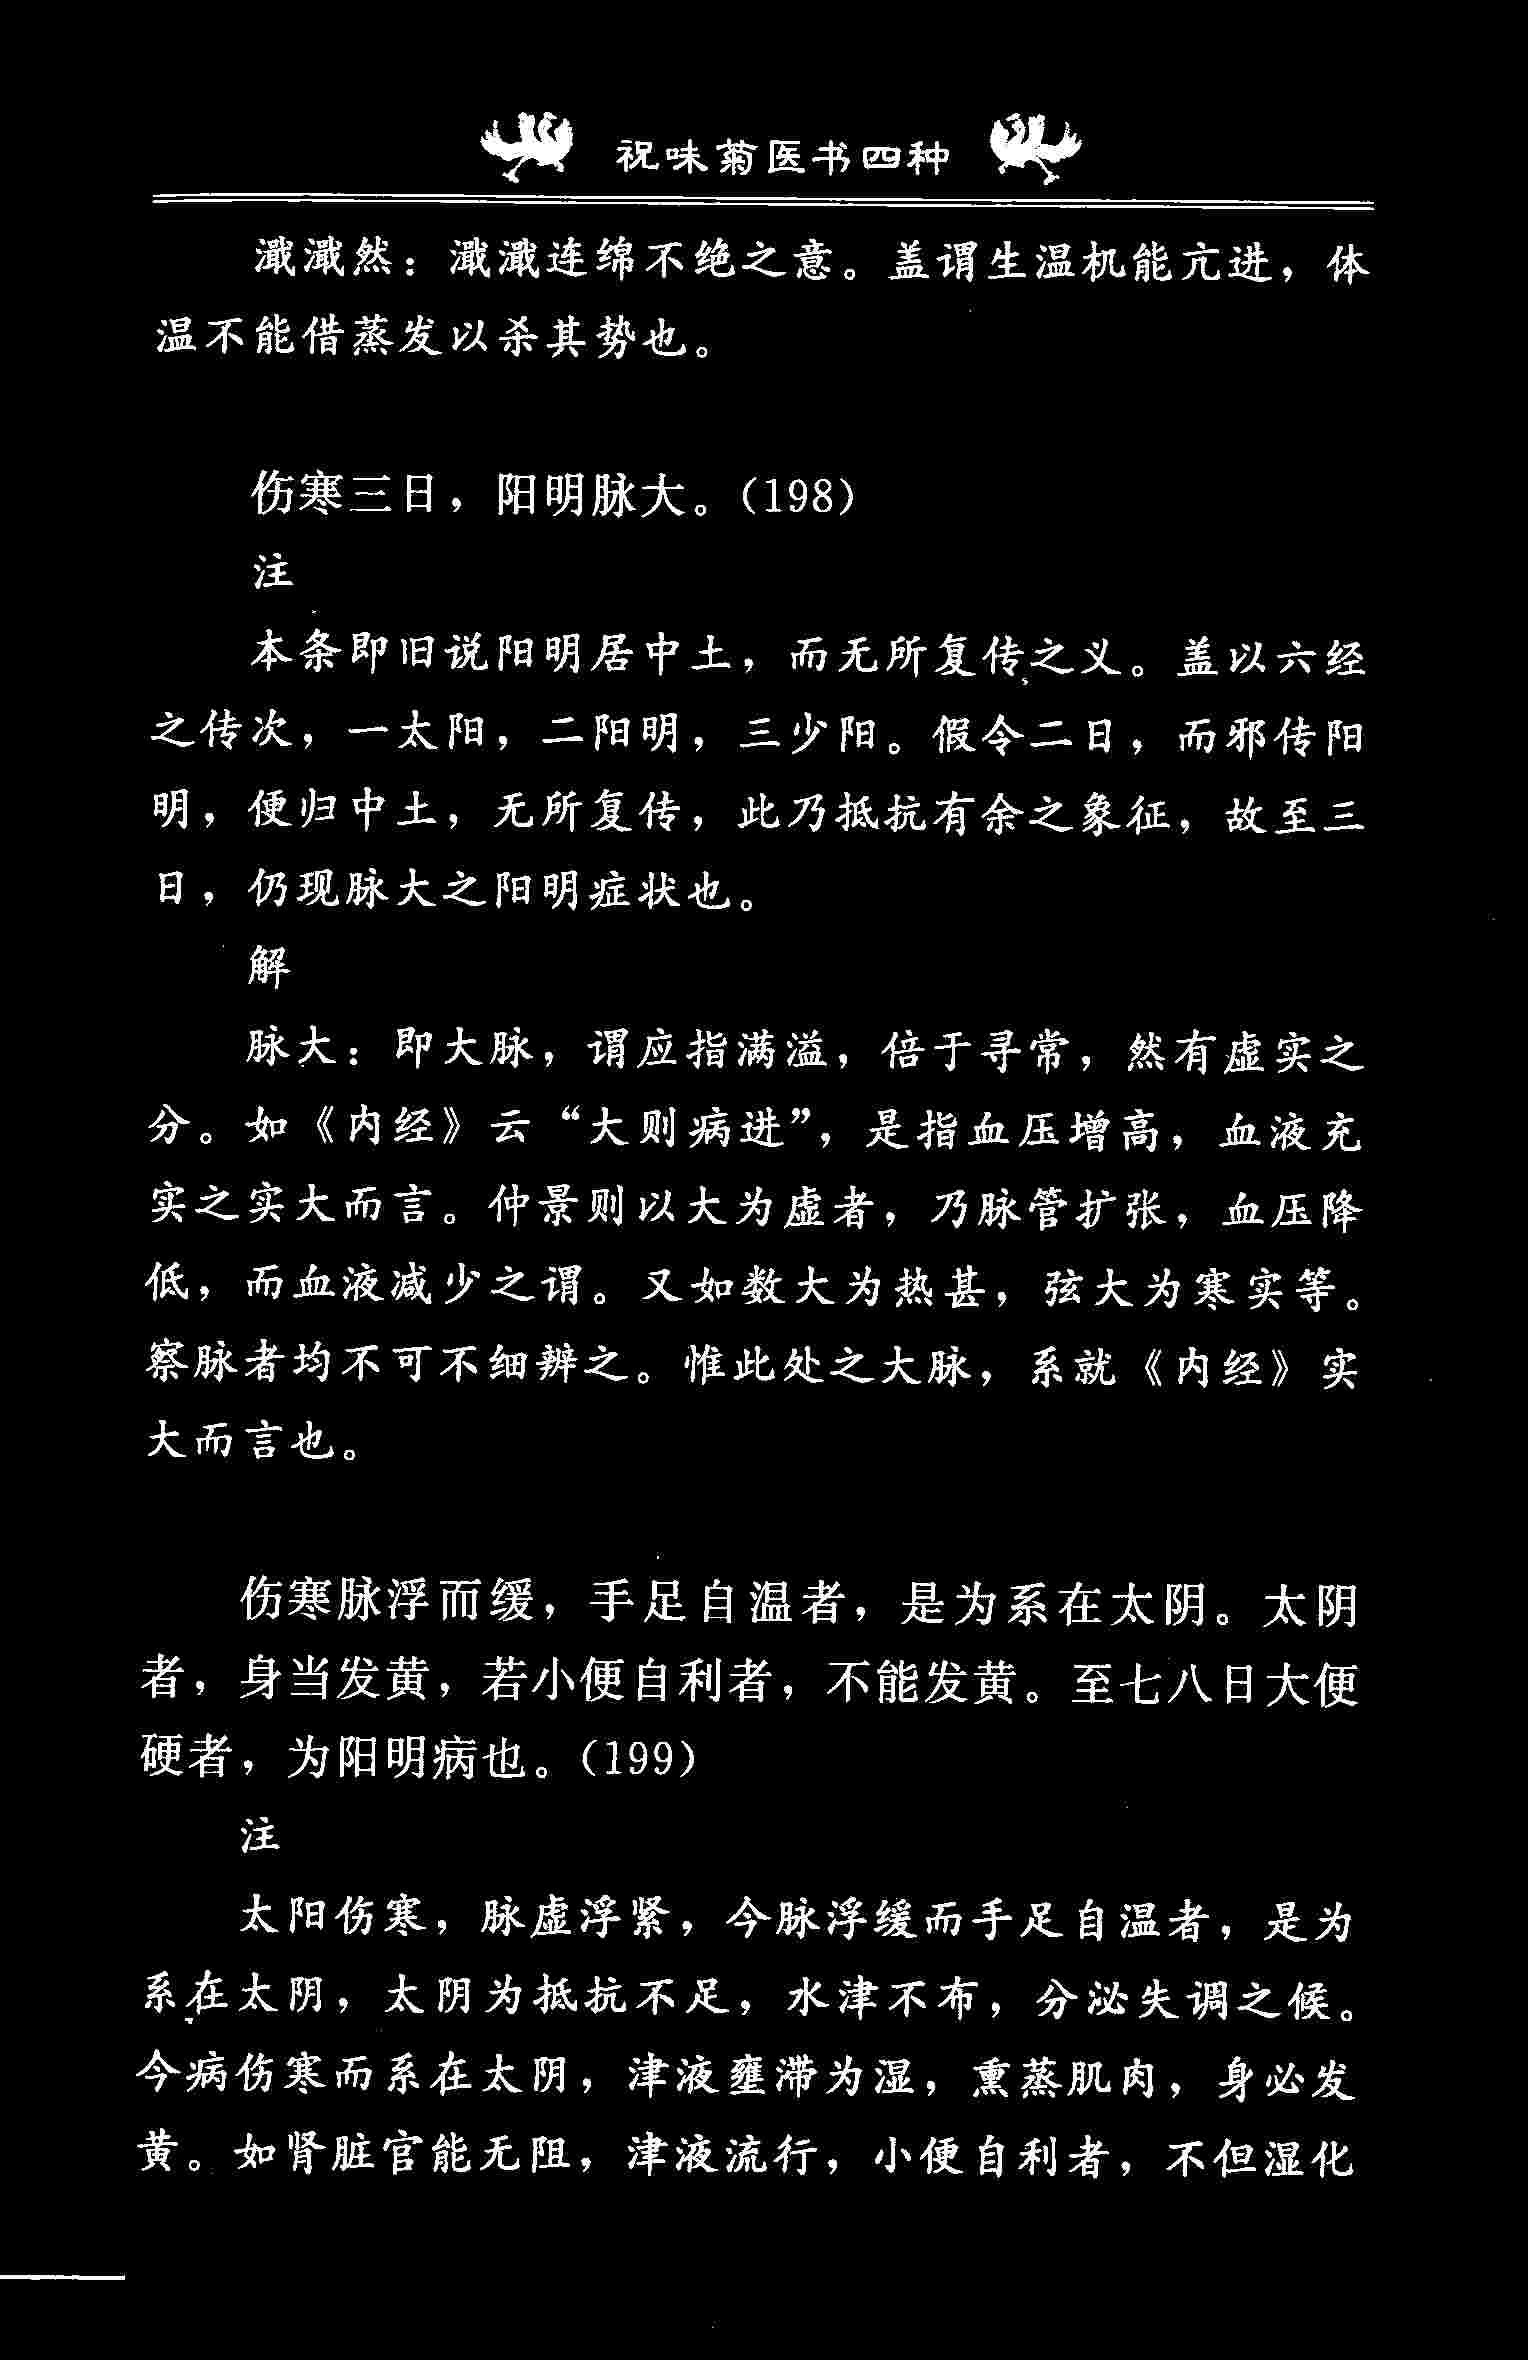 祝味菊医书四种
濈濈然：濈濈连绵不绝之意。盖谓生温机能亢进，体
温不能借蒸发以杀其势也。
伤寒三日，阳明脉大。（198）
注
本条即旧说阳明居中土，而无所复传之义。盖以六经
之传次，一太阳，二阳明，三少阳。假令二日，而邪传阳
明，便归中土，无所复传，此乃抵抗有余之象征，故至三
日，仍现脉大之阳明症状也。
解
脉大：即大脉，谓应指满溢，倍于寻常，然有虚实之
分。如《内经》云“大则病进”，是指血压增高，血液充
实之实大而言。仲景则以大为虚者，乃脉管扩张，血压降
低，而血液减少之谓。又如数大为热甚，弦大为寒实等。
察脉者均不可不细辨之。惟此处之大脉，系就《内经》实
大而言也。
伤寒脉浮而缓，手足自温者，是为系在太阴。太阴
者，身当发黄，若小便自利者，不能发黄。至七八日大便
硬者，为阳明病也。（199）
注
太阳伤寒，脉虚浮紧，今脉浮缓而手足自温者，是为
系在太阴，太阴为抵抗不足，水津不布，分泌失调之候。
今病伤寒而系在太阴，津液壅滞为湿，熏蒸肌肉，身必发
黄。如肾脏官能无阻，津液流行，小便自利者，不但湿化